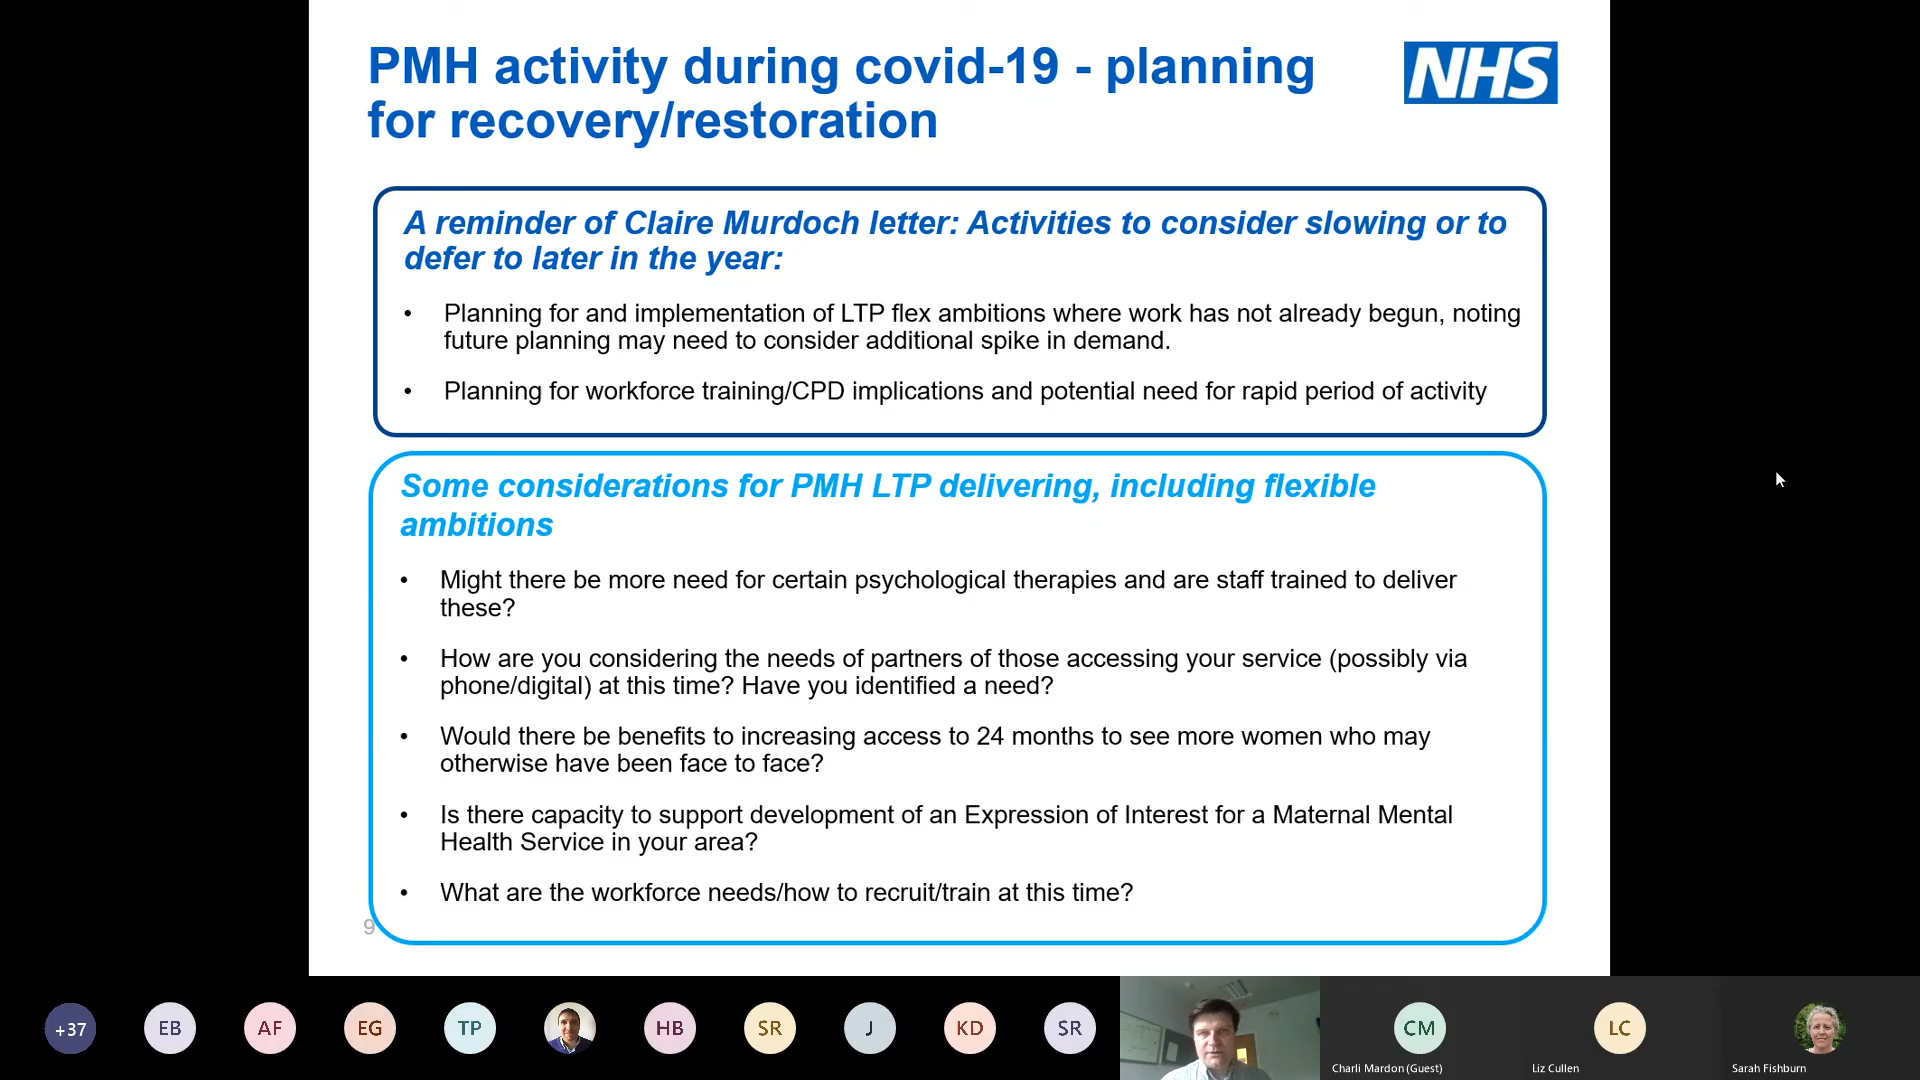 PMH activity during covid-19 - planning
for recovery/restoration
NHS
A reminder of Claire Murdoch letter: Activities to consider slowing or to
defer to later in the year:
• Planning for and implementation of LTP flex ambitions where work has not already begun, noting
future planning may need to consider additional spike in demand.
• Planning for workforce training/CPD implications and potential need for rapid period of activity
Some considerations for PMH LTP delivering, including flexible
ambitions
• Might there be more need for certain psychological therapies and are staff trained to deliver
these?
• How are you considering the needs of partners of those accessing your service (possibly via
phone/digital) at this time? Have you identified a need?
• Would there be benefits to increasing access to 24 months to see more women who may
otherwise have been face to face?
• Is there capacity to support development of an Expression of Interest for a Maternal Mental
Health Service in your area?
• What are the workforce needs/how to recruit/train at this time?
9
+37
EB
AF
EG
TP
HB
SR
J
KD
SR
CM
LC
Charli Mardon (Guest)
Liz Cullen
Sarah Fishburn